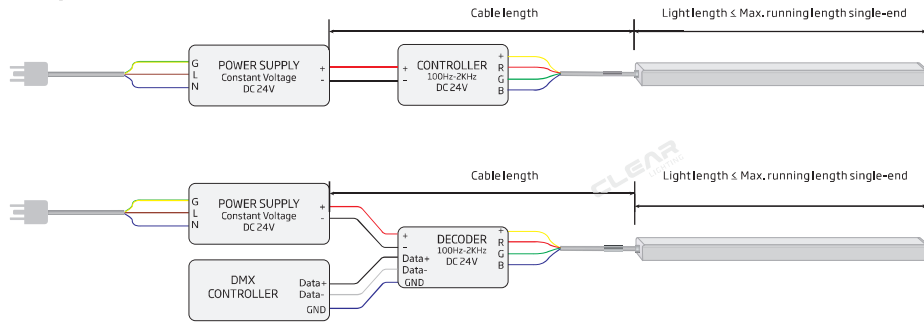 Cable length
Light length ≤ Max. running length single-end
G
L
N
POWER SUPPLY
Constant Voltage
DC 24V
+
-
+
-
CONTROLLER
100Hz-2KHz
DC 24V
+
R
G
B
CLEAR
LIGHTING
Cable length
Light length ≤ Max. running length single-end
G
L
N
POWER SUPPLY
Constant Voltage
DC 24V
+
-
+
-
Data+
Data-
GND
DECODER
100Hz-2KHz
DC 24V
+
R
G
B
DMX
CONTROLLER
Data+
Data-
GND